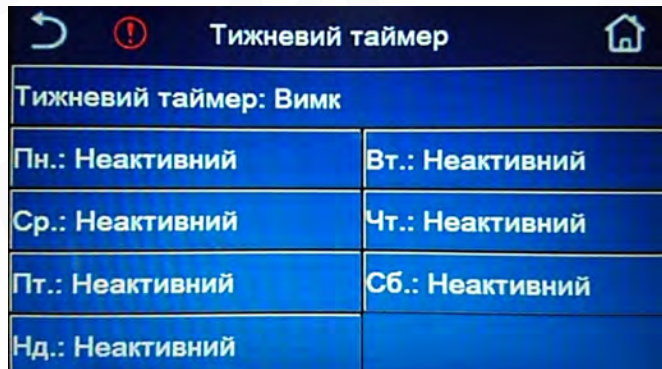 Тижневий таймер
Тижневий таймер: Вимк
Пн.: Неактивний
Вт.: Неактивний
Ср.: Неактивний
Чт.: Неактивний
Пт.: Неактивний
Сб.: Неактивний
Нд.: Неактивний